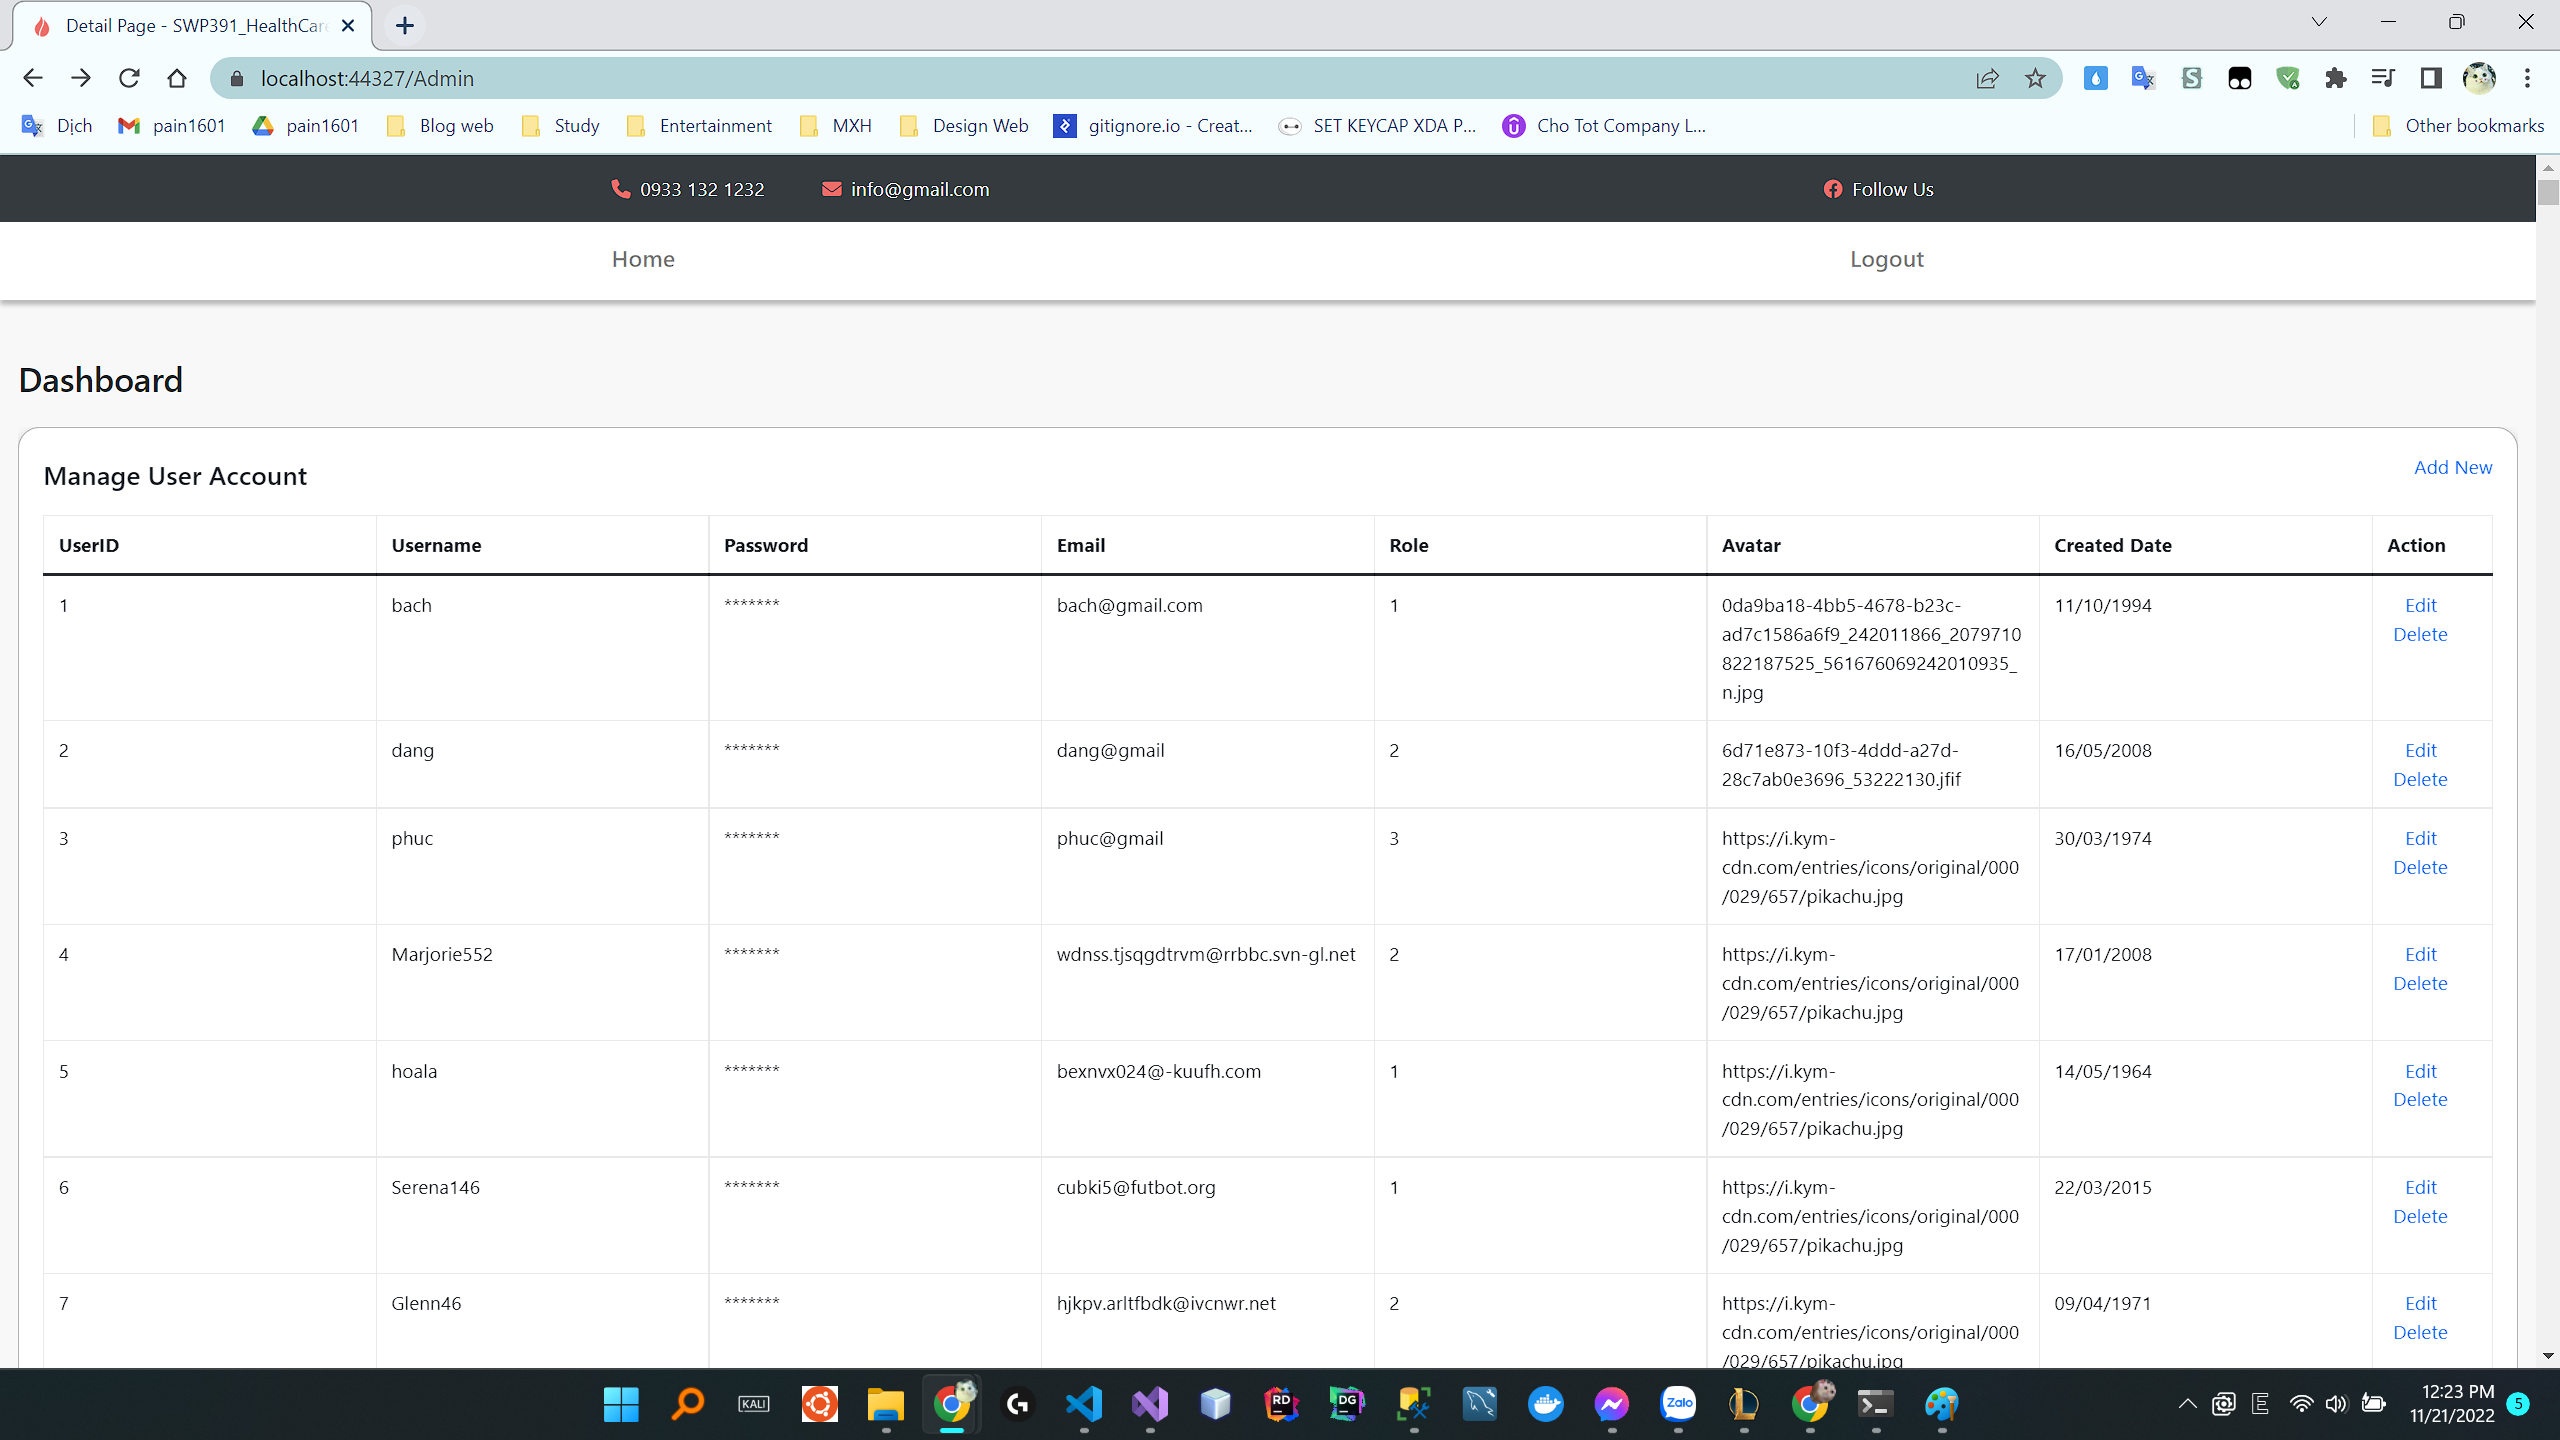 Detail Page - SWP391_HealthCare
localhost:44327/Admin
Dịch pain1601 pain1601 Blog web Study Entertainment MXH Design Web gitignore.io - Creat... SET KEYCAP XDA P... Cho Tot Company L... Other bookmarks
0933 132 1232 info@gmail.com Follow Us
Home Logout
Dashboard
Manage User Account Add New
UserID Username Password Email Role Avatar Created Date Action
1 bach ******* bach@gmail.com 1 0da9ba18-4bb5-4678-b23c- 11/10/1994 Edit
ad7c1586a6f9_242011866_2079710 Delete
822187525_561676069242010935_
n.jpg
2 dang ******* dang@gmail 2 6d71e873-10f3-4ddd-a27d- 16/05/2008 Edit
28c7ab0e3696_53222130.jfif Delete
3 phuc ******* phuc@gmail 3 https://i.kym- 30/03/1974 Edit
cdn.com/entries/icons/original/000 Delete
/029/657/pikachu.jpg
4 Marjorie552 ******* wdnss.tjsqgdtrvm@rrbbc.svn-gl.net 2 https://i.kym- 17/01/2008 Edit
cdn.com/entries/icons/original/000 Delete
/029/657/pikachu.jpg
5 hoala ******* bexnvx024@-kuufh.com 1 https://i.kym- 14/05/1964 Edit
cdn.com/entries/icons/original/000 Delete
/029/657/pikachu.jpg
6 Serena146 ******* cubki5@futbot.org 1 https://i.kym- 22/03/2015 Edit
cdn.com/entries/icons/original/000 Delete
/029/657/pikachu.jpg
7 Glenn46 ******* hjkpv.arltfbdk@ivcnwr.net 2 https://i.kym- 09/04/1971 Edit
cdn.com/entries/icons/original/000 Delete
/029/657/pikachu.jpg
KALI RD DG Zalo E 12:23 PM 5
11/21/2022